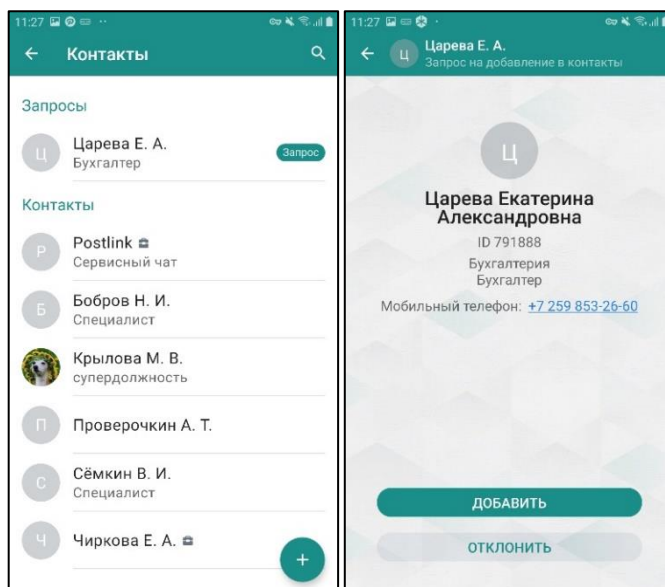 11:27
Контакты
Запросы
Ц
Царева Е. А.
Бухгалтер
Запрос
Контакты
P
Postlink
Сервисный чат
Б
Бобров Н. И.
Специалист
Крылова М. В.
супердолжность
П
Проверочкин А. Т.
С
Сёмкин В. И.
Специалист
Ч
Чиркова Е. А.
+
11:27
Ц
Царева Е. А.
Запрос на добавление в контакты
Ц
Царева Екатерина
Александровна
ID 791888
Бухгалтерия
Бухгалтер
Мобильный телефон: +7 259 853-26-60
ДОБАВИТЬ
ОТКЛОНИТЬ